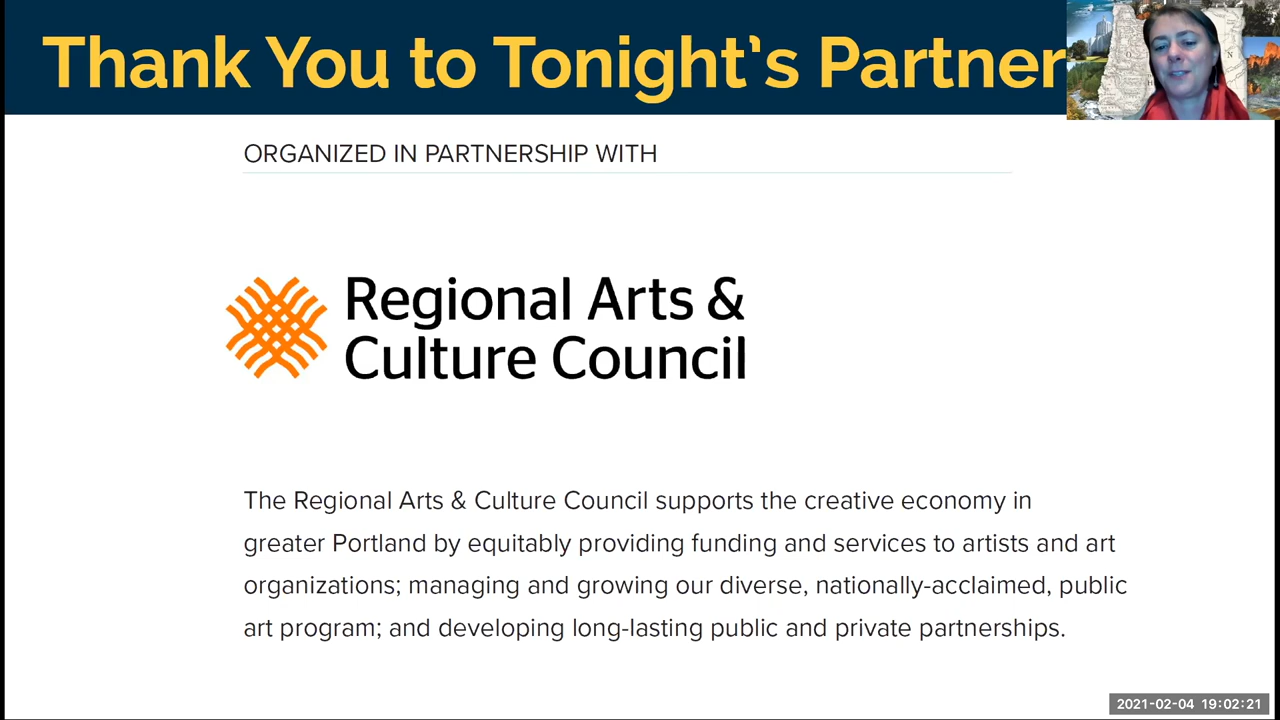 Thank You to Tonight's Partner
ORGANIZED IN PARTNERSHIP WITH
Regional Arts &
Culture Council
The Regional Arts & Culture Council supports the creative economy in
greater Portland by equitably providing funding and services to artists and art
organizations; managing and growing our diverse, nationally-acclaimed, public
art program; and developing long-lasting public and private partnerships.
2021-02-04 19:02:21